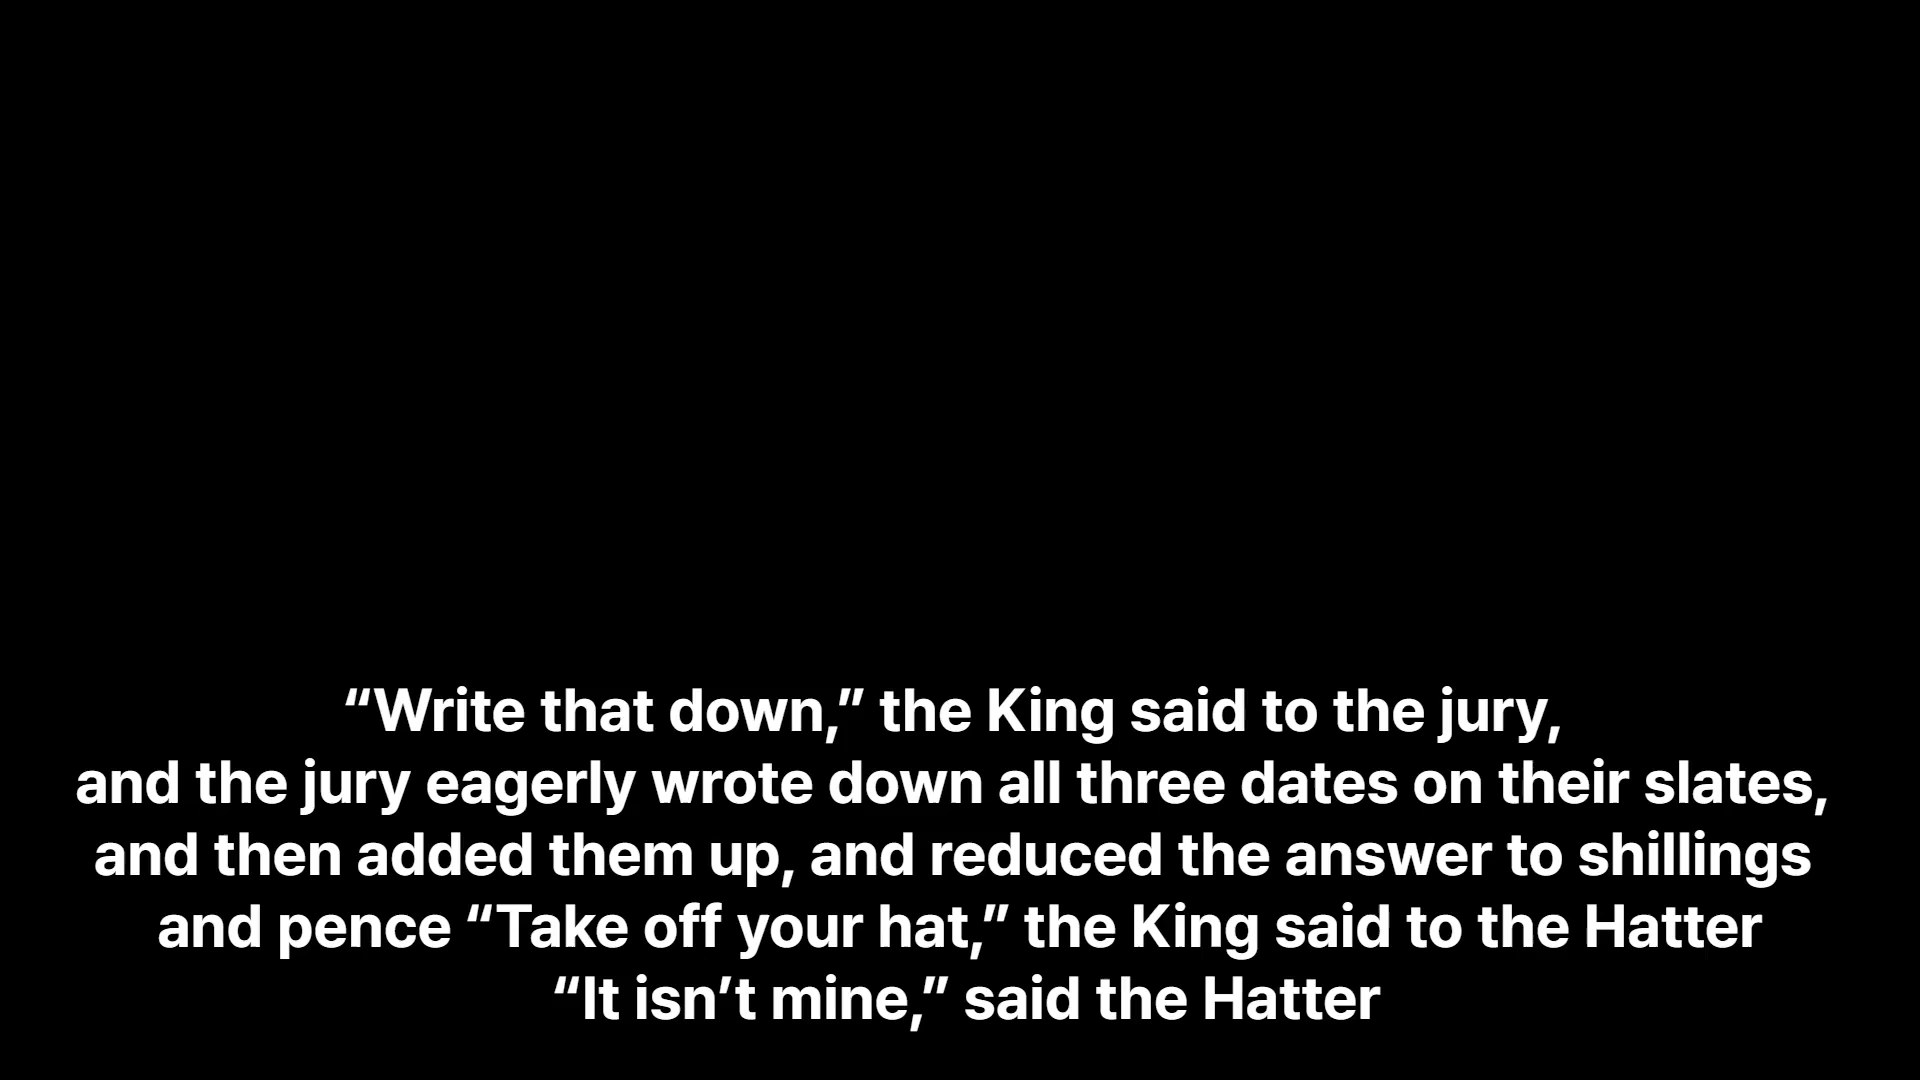 “Write that down,” the King said to the jury,
and the jury eagerly wrote down all three dates on their slates,
and then added them up, and reduced the answer to shillings
and pence “Take off your hat,” the King said to the Hatter
“It isn’t mine,” said the Hatter